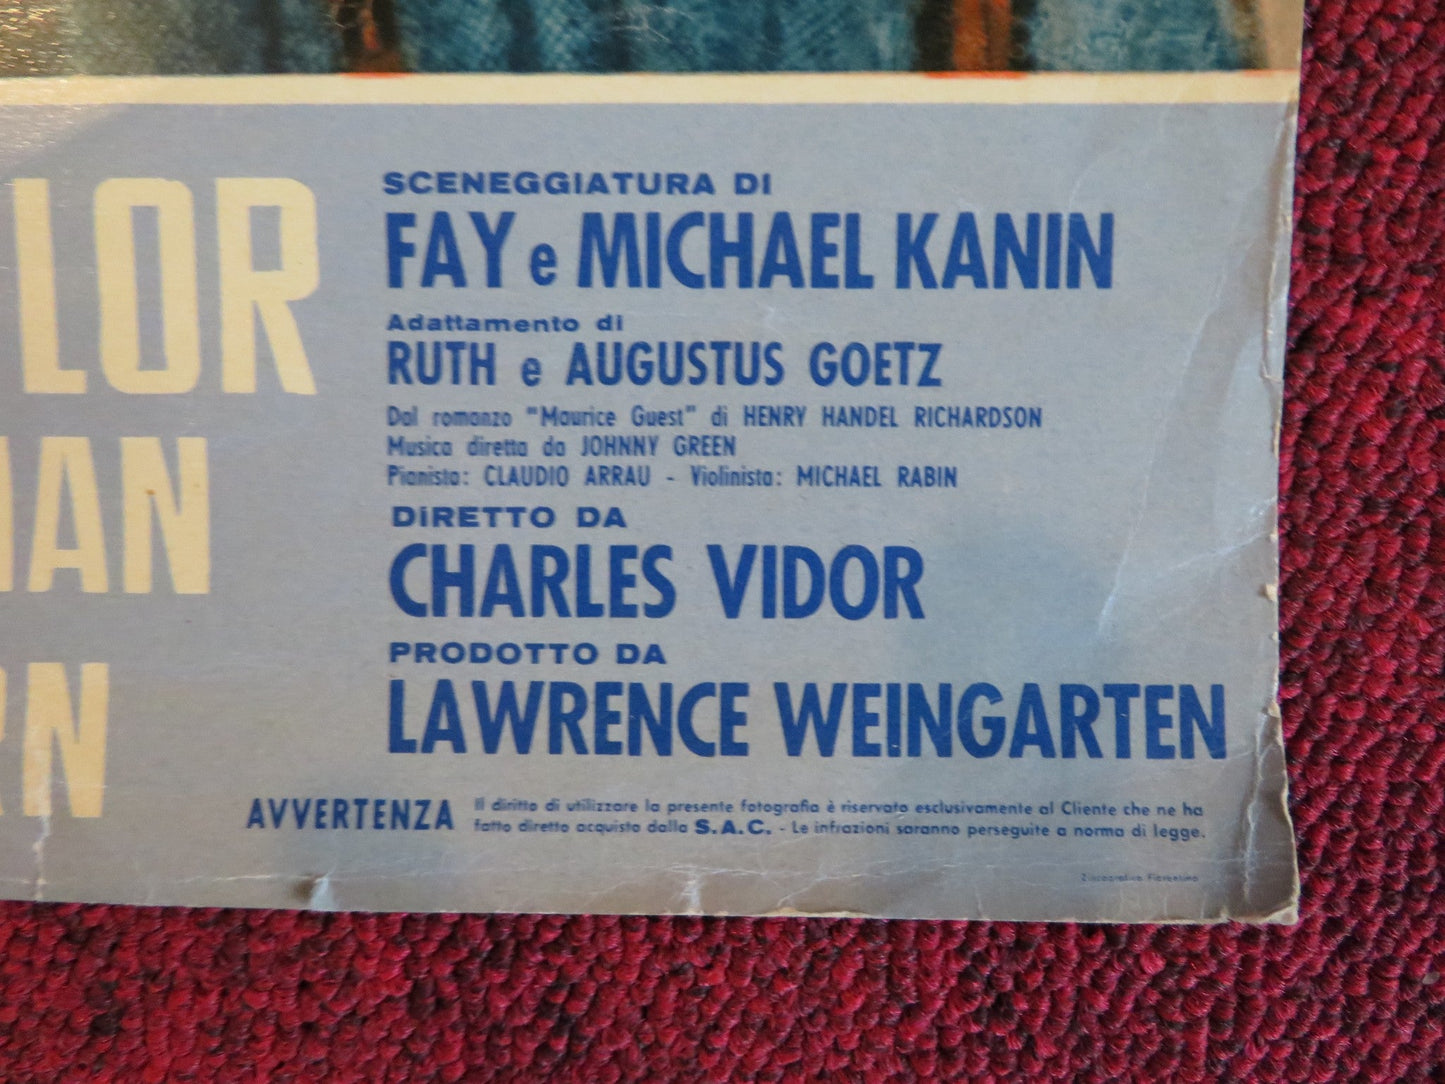 LOR
MAN
RN
SCENEGGIATURA DI
FAY e MICHAEL KANIN
Adattamento di
RUTH e AUGUSTUS GOETZ
Dal romanzo "Maurice Guest" di HENRY HANDEL RICHARDSON
Musica diretta da JOHNNY GREEN
Pianista: CLAUDIO ARRAU - Violinista: MICHAEL RABIN
DIRETTO DA
CHARLES VIDOR
PRODOTTO DA
LAWRENCE WEINGARTEN
AVVERTENZA Il diritto di utilizzare la presente fotografia è riservato esclusivamente al Cliente che ne ha
fatto diretto acquisto dalla S.A.C. - Le infrazioni saranno perseguite a norma di legge.
Zincografica Fiorentina